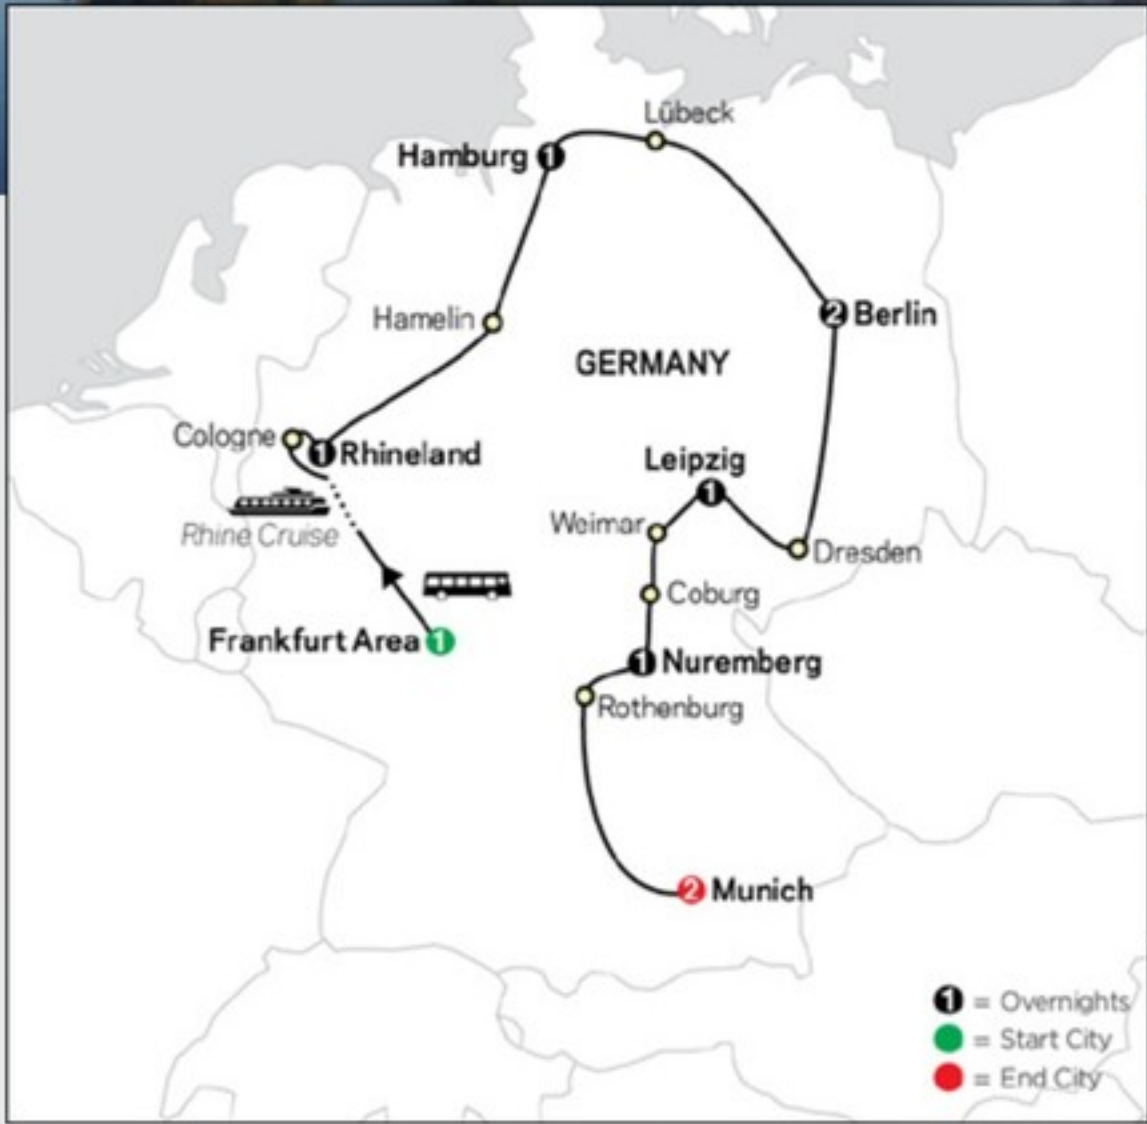 Lübeck
Hamburg 1
Hamelin
2 Berlin
GERMANY
Cologne
1 Rhineland
Leipzig
1
Rhine Cruise
Weimar
Dresden
Coburg
Frankfurt Area 1
1 Nuremberg
Rothenburg
2 Munich
1 = Overnights
= Start City
= End City